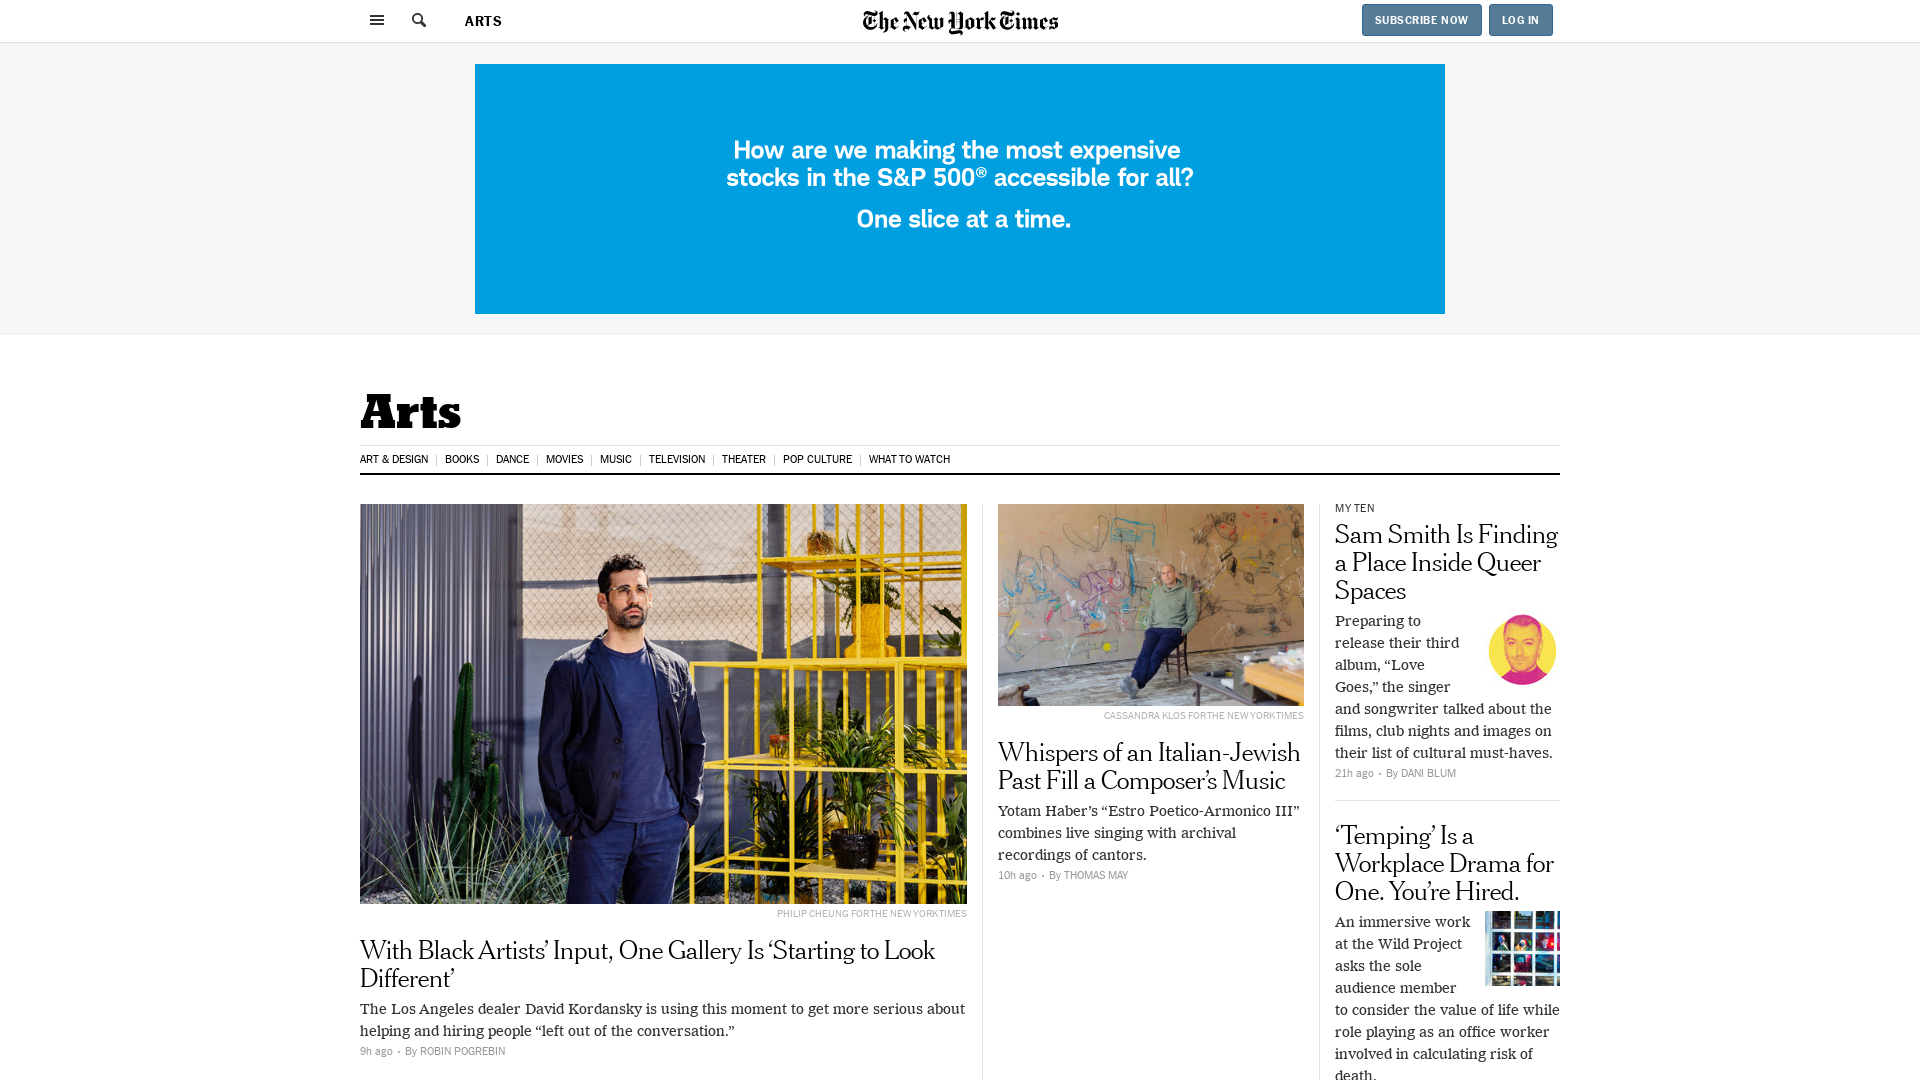 ARTS
The New York Times
SUBSCRIBE NOW
LOG IN
How are we making the most expensive
stocks in the S&P 500® accessible for all?
One slice at a time.
Arts
ART & DESIGN
BOOKS
DANCE
MOVIES
MUSIC
TELEVISION
THEATER
POP CULTURE
WHAT TO WATCH
PHILIP CHEUNG FOR THE NEW YORK TIMES
With Black Artists’ Input, One Gallery Is ‘Starting to Look
Different’
The Los Angeles dealer David Kordansky is using this moment to get more serious about
helping and hiring people “left out of the conversation.”
9h ago • By ROBIN POGREBIN
CASSANDRA KLOS FOR THE NEW YORK TIMES
Whispers of an Italian-Jewish
Past Fill a Composer’s Music
Yotam Haber’s “Estro Poetico-Armonico III”
combines live singing with archival
recordings of cantors.
10h ago • By THOMAS MAY
MY TEN
Sam Smith Is Finding
a Place Inside Queer
Spaces
Preparing to
release their third
album, “Love
Goes,” the singer
and songwriter talked about the
films, club nights and images on
their list of cultural must-haves.
21h ago • By DANI BLUM
‘Temping’ Is a
Workplace Drama for
One. You’re Hired.
An immersive work
at the Wild Project
asks the sole
audience member
to consider the value of life while
role playing as an office worker
involved in calculating risk of
death.